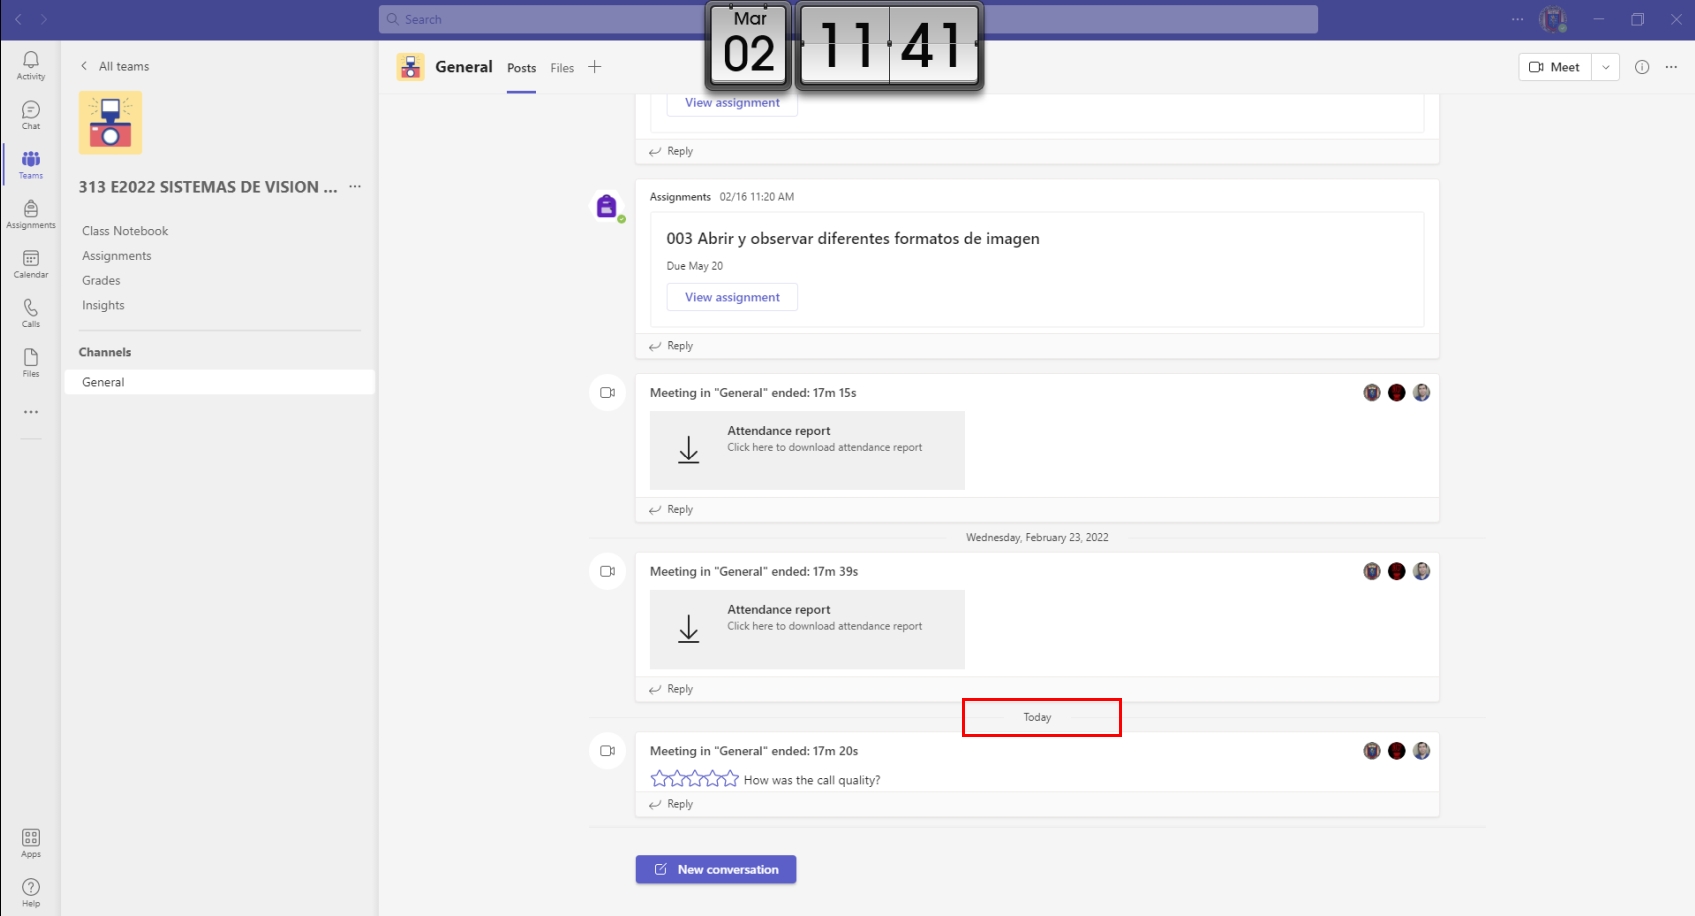 Search
Mar
02
11 41
Activity
Chat
Teams
Assignments
Calendar
Calls
Files
Apps
Help
All teams
313 E2022 SISTEMAS DE VISION ...
Class Notebook
Assignments
Grades
Insights
Channels
General
General Posts Files
Meet
View assignment
Reply
Assignments 02/16 11:20 AM
003 Abrir y observar diferentes formatos de imagen
Due May 20
View assignment
Reply
Meeting in "General" ended: 17m 15s
Attendance report
Click here to download attendance report
Reply
Wednesday, February 23, 2022
Meeting in "General" ended: 17m 39s
Attendance report
Click here to download attendance report
Reply
Today
Meeting in "General" ended: 17m 20s
How was the call quality?
Reply
New conversation